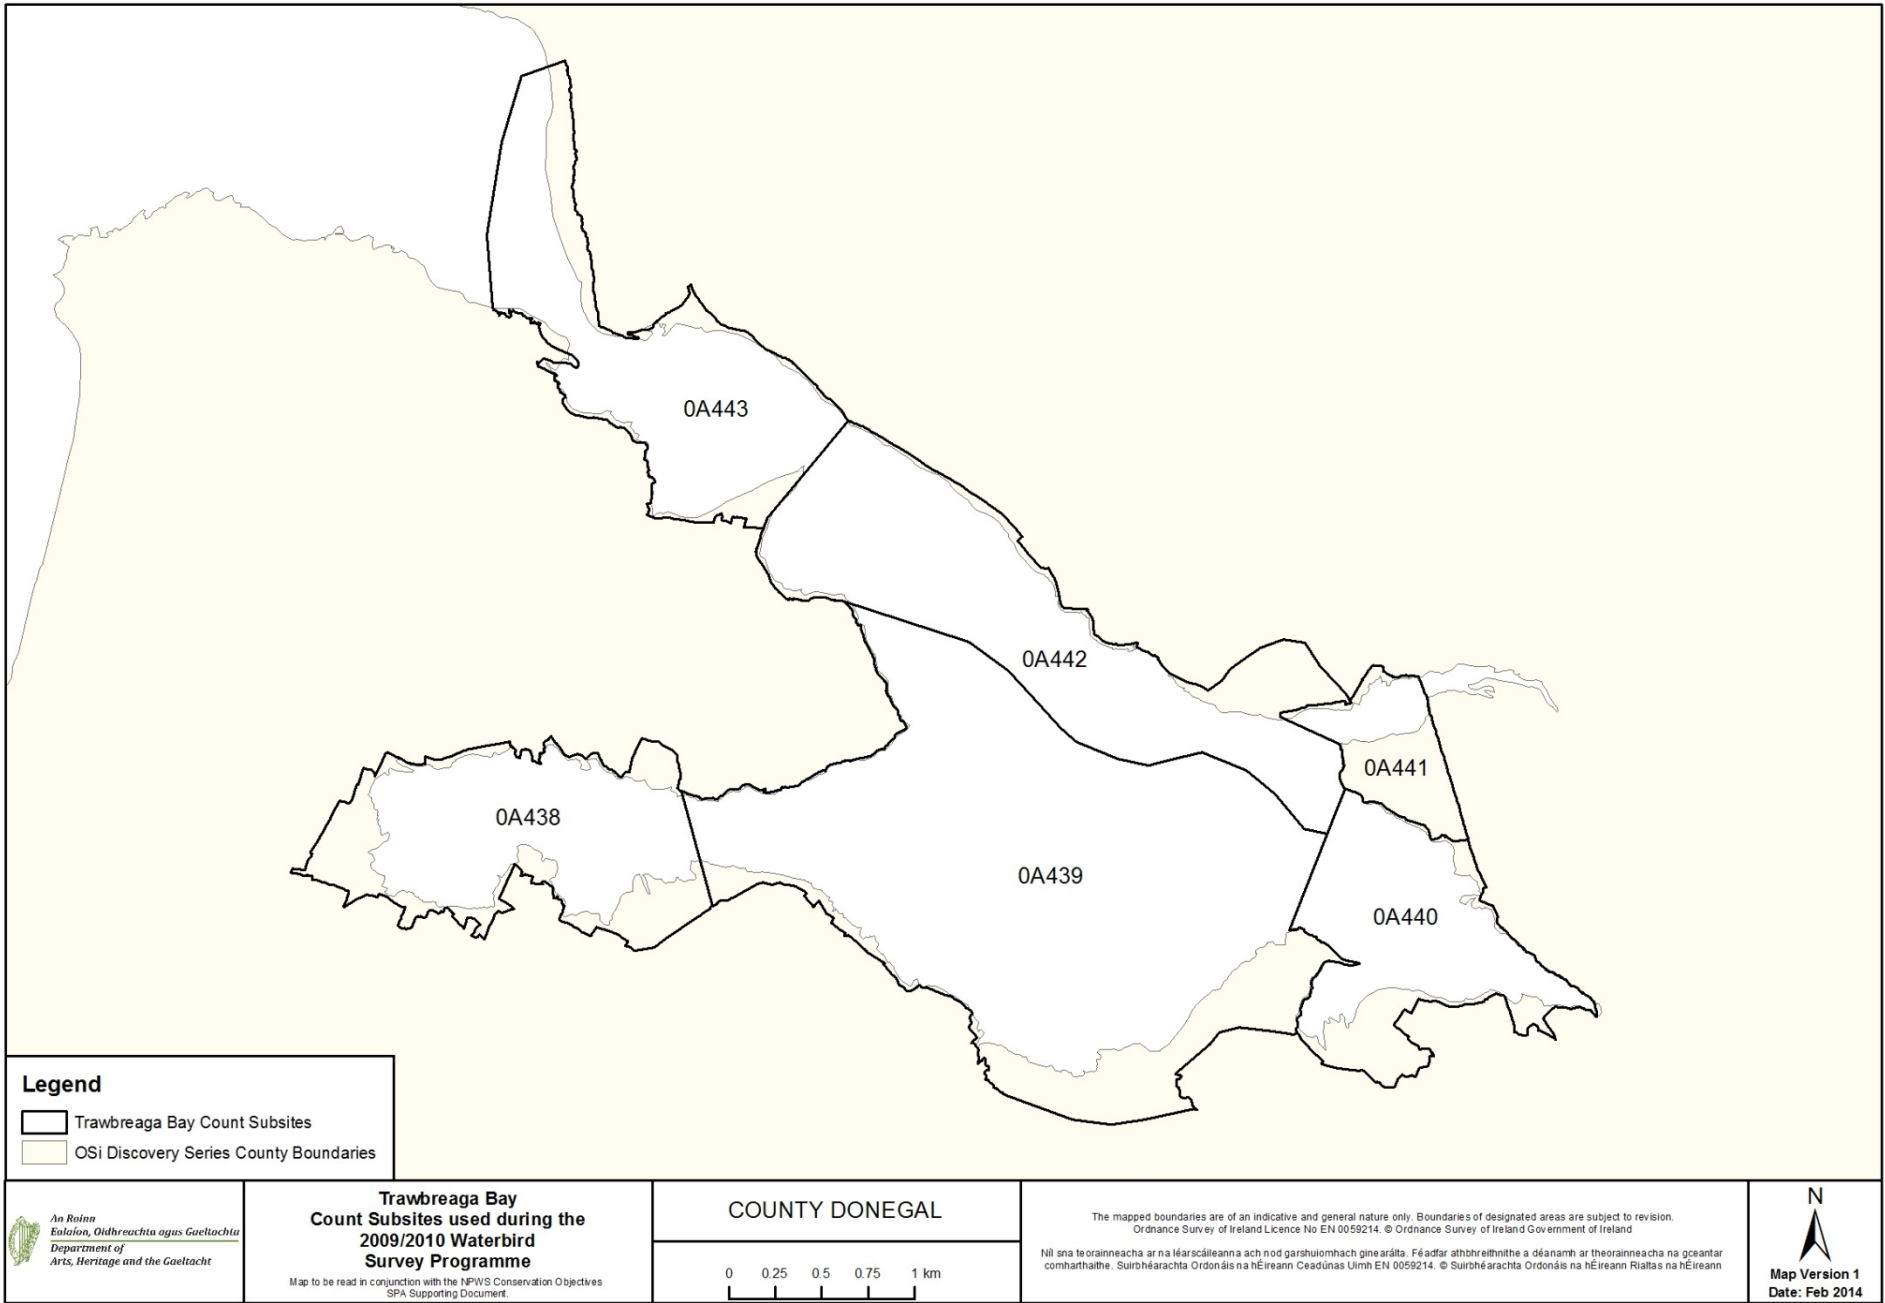 0A443
0A442
0A441
0A438
0A439
0A440
Legend
Trawbreaga Bay Count Subsites
OSi Discovery Series County Boundaries
An Roinn
Ealaíon, Oidhreachta agus Gaeltachta
Department of
Arts, Heritage and the Gaeltacht
Trawbreaga Bay
Count Subsites used during the
2009/2010 Waterbird
Survey Programme
Map to be read in conjunction with the NPWS Conservation Objectives
SPA Supporting Document.
COUNTY DONEGAL
0 0.25 0.5 0.75 1 km
The mapped boundaries are of an indicative and general nature only. Boundaries of designated areas are subject to revision.
Ordnance Survey of Ireland Licence No EN 0059214. © Ordnance Survey of Ireland Government of Ireland
Níl sna teorainneacha ar na léarscáileanna ach nod garshuiomhach ginearálta. Féadfar athbhreithnithe a déanamh ar theorainneacha na gceantar
comharthaithe. Suirbhéarachta Ordonáis na hÉireann Ceadúnas Uimh EN 0059214. © Suirbhéarachta Ordonáis na hÉireann Rialtas na hÉireann
N
Map Version 1
Date: Feb 2014